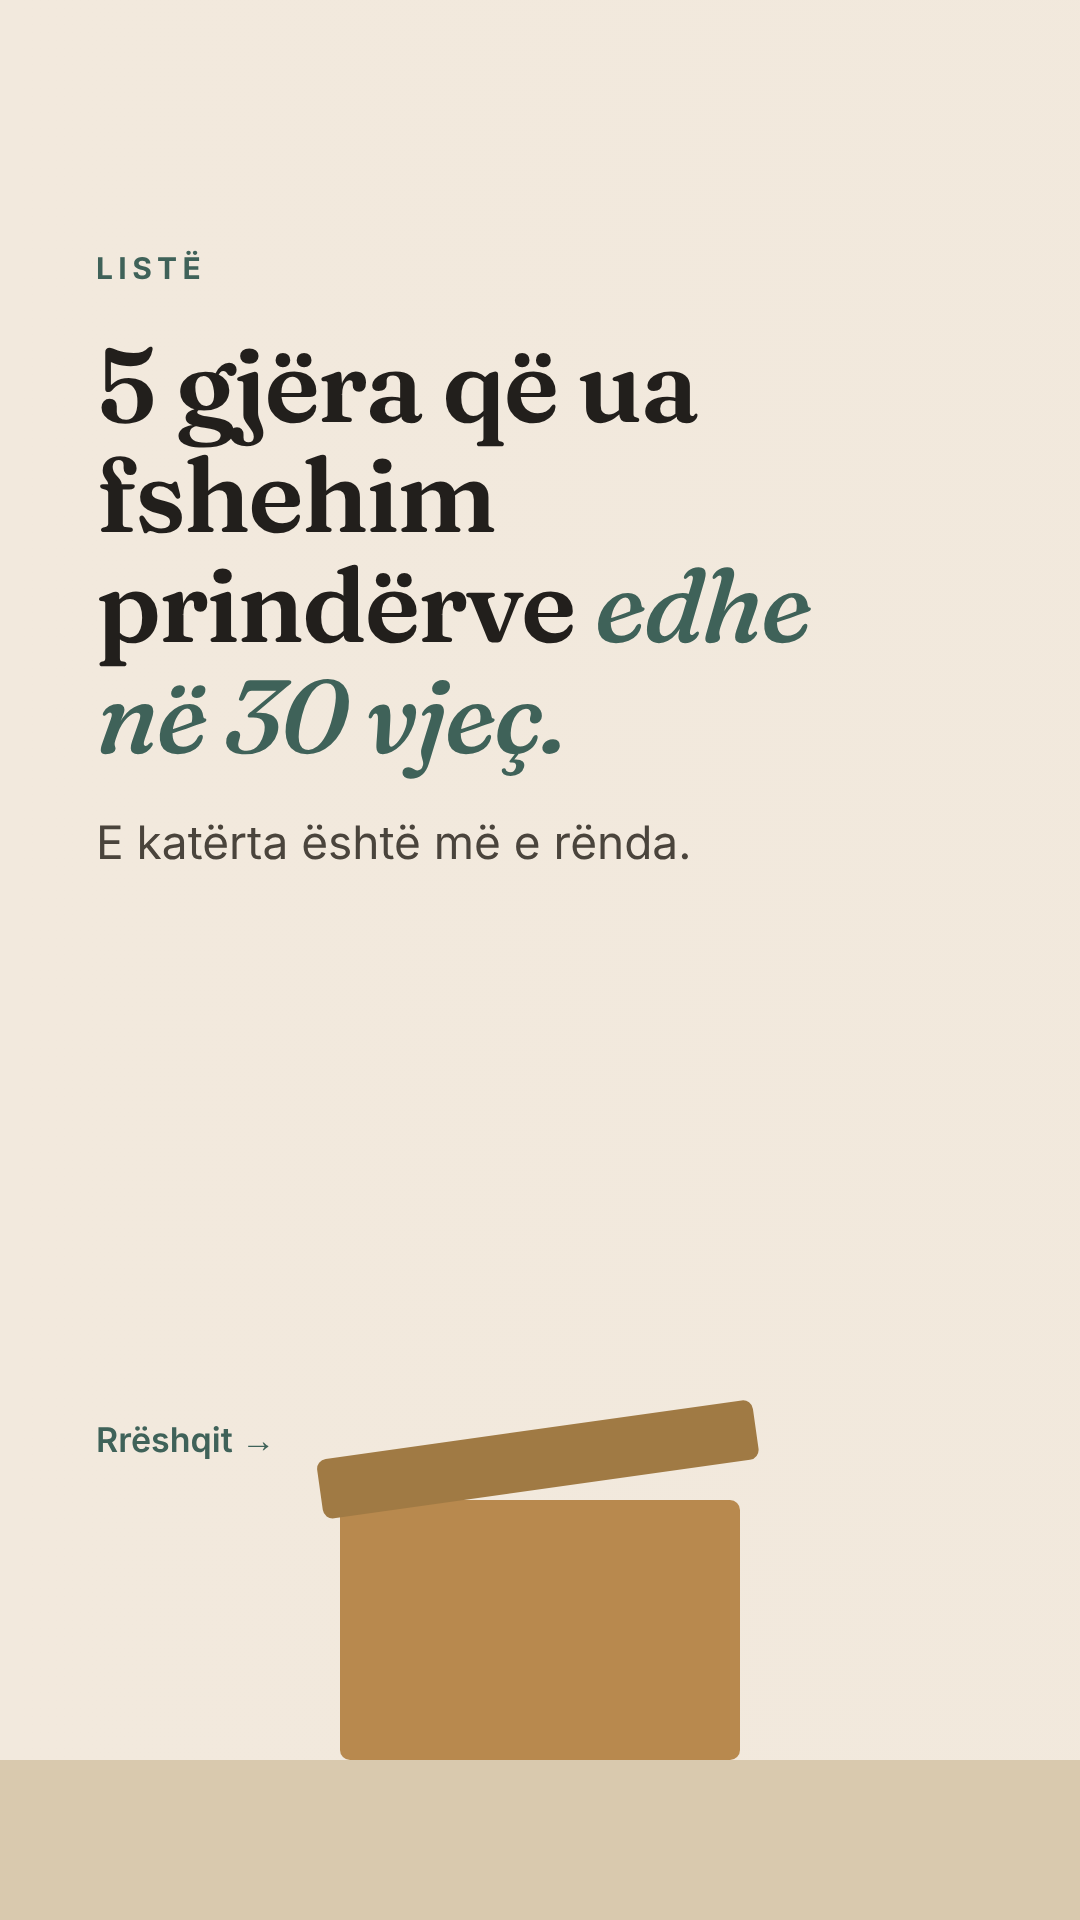 LISTË
5 gjëra që ua
fshehim
prindërve edhe
në 30 vjeç.
E katërta është më e rënda.
Rrëshqit →